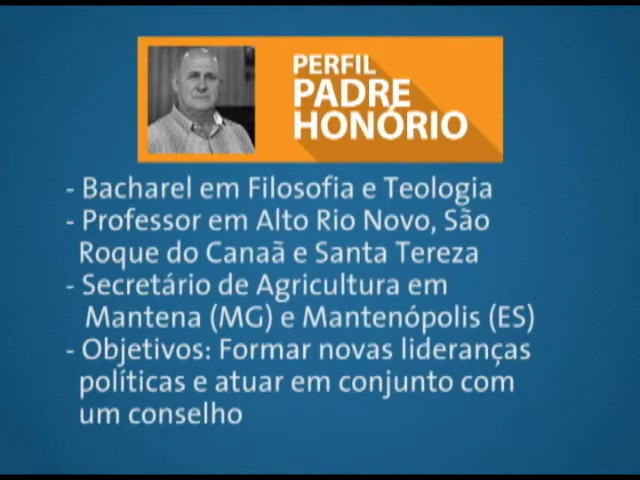 PERFIL
PADRE
HONÓRIO
- Bacharel em Filosofia e Teologia
- Professor em Alto Rio Novo, São
Roque do Canaã e Santa Tereza
- Secretário de Agricultura em
Mantena (MG) e Mantenópolis (ES)
- Objetivos: Formar novas lideranças
políticas e atuar em conjunto com
um conselho